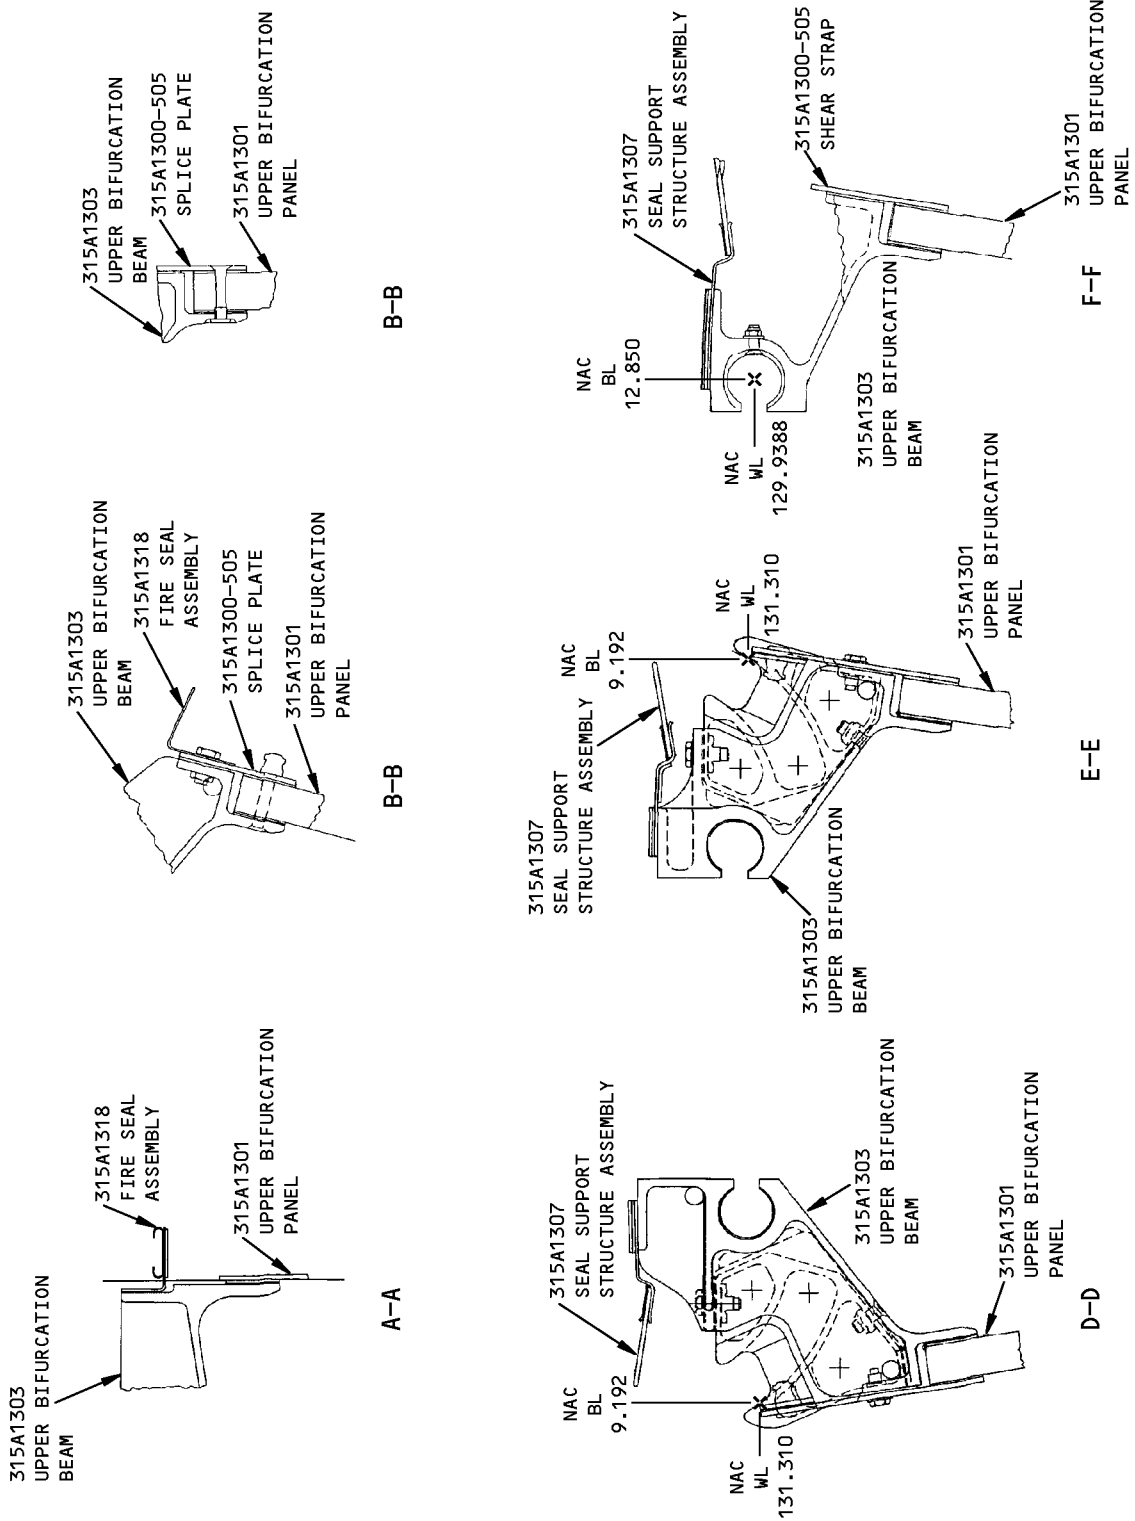 315A1303
UPPER BIFURCATION
BEAM
315A1318
FIRE SEAL
ASSEMBLY
315A1301
UPPER BIFURCATION
PANEL
A-A
315A1303
UPPER BIFURCATION
BEAM
315A1318
FIRE SEAL
ASSEMBLY
315A1300-505
SPLICE PLATE
315A1301
UPPER BIFURCATION
PANEL
B-B
315A1303
UPPER BIFURCATION
BEAM
315A1300-505
SPLICE PLATE
315A1301
UPPER BIFURCATION
PANEL
B-B
315A1307
SEAL SUPPORT
STRUCTURE ASSEMBLY
NAC
BL
9.192
NAC
WL
131.310
315A1303
UPPER BIFURCATION
BEAM
315A1301
UPPER BIFURCATION
PANEL
D-D
315A1307
SEAL SUPPORT
STRUCTURE ASSEMBLY
NAC
BL
9.192
NAC
WL
131.310
315A1303
UPPER BIFURCATION
BEAM
315A1301
UPPER BIFURCATION
PANEL
E-E
NAC
BL
12.850
315A1307
SEAL SUPPORT
STRUCTURE ASSEMBLY
NAC
WL
129.9388
315A1300-505
SHEAR STRAP
315A1303
UPPER BIFURCATION
BEAM
315A1301
UPPER BIFURCATION
PANEL
F-F